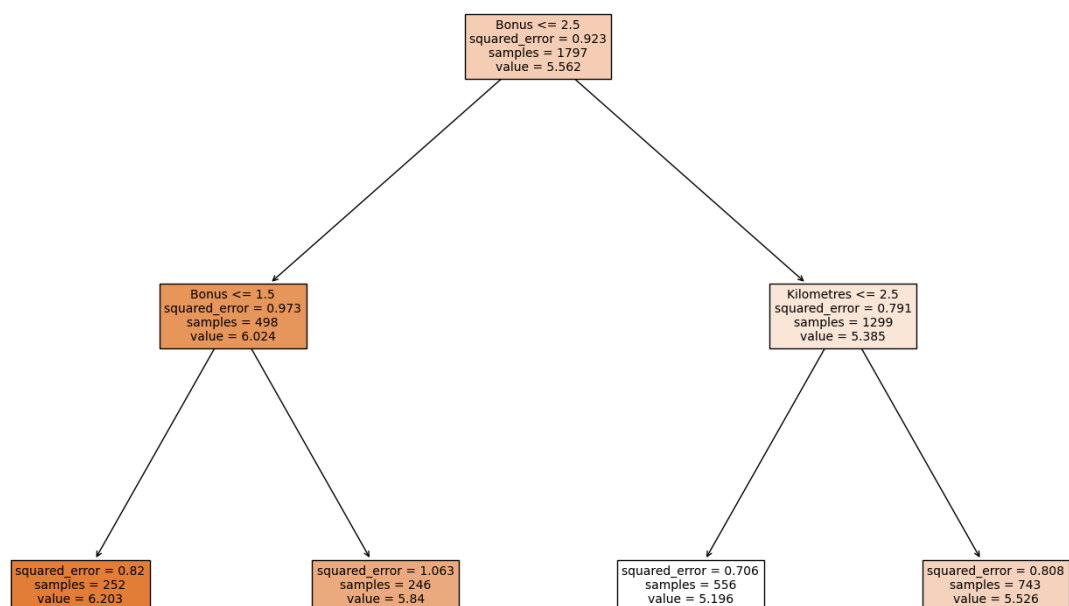 Bonus <= 2.5
squared_error = 0.923
samples = 1797
value = 5.562
Bonus <= 1.5
squared_error = 0.973
samples = 498
value = 6.024
Kilometres <= 2.5
squared_error = 0.791
samples = 1299
value = 5.385
squared_error = 0.82
samples = 252
value = 6.203
squared_error = 1.063
samples = 246
value = 5.84
squared_error = 0.706
samples = 556
value = 5.196
squared_error = 0.808
samples = 743
value = 5.526